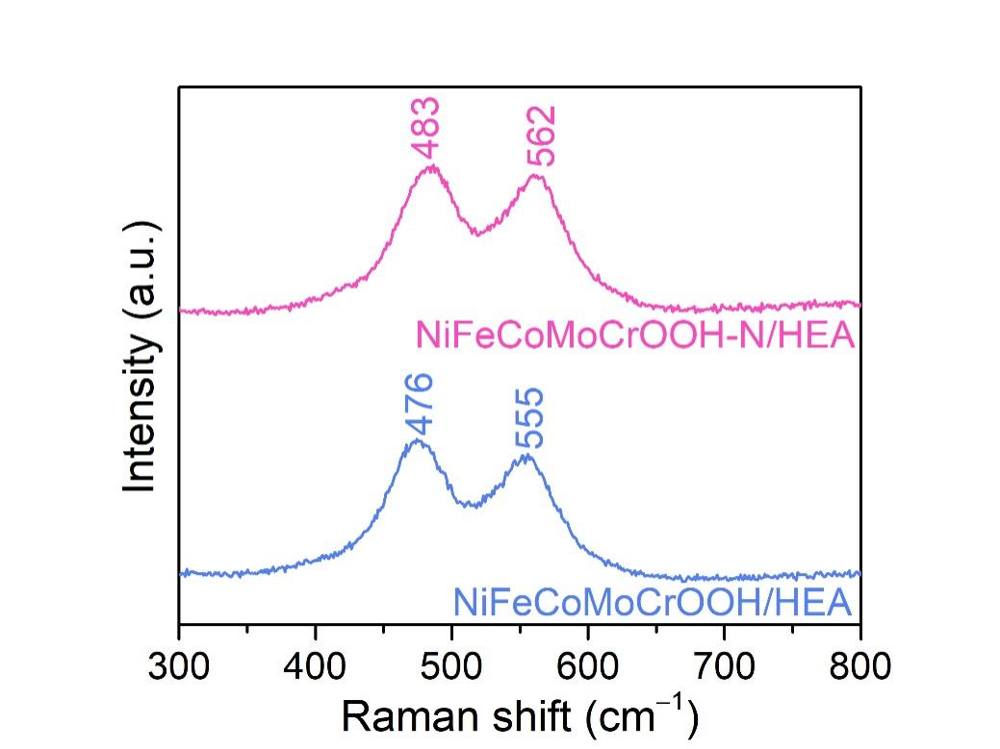 483
562
NiFeCoMoCrOOH-N/HEA
476
555
NiFeCoMoCrOOH/HEA
Intensity (a.u.)
300 400 500 600 700 800
Raman shift (cm⁻¹)